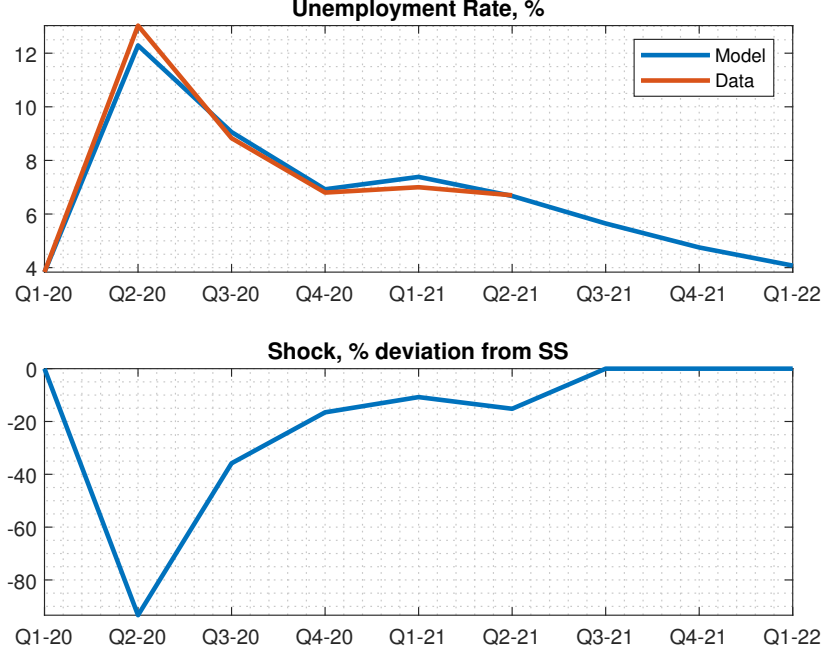 Unemployment Rate, %
12
10
8
6
4
Model
Data
Q1-20 Q2-20 Q3-20 Q4-20 Q1-21 Q2-21 Q3-21 Q4-21 Q1-22
Shock, % deviation from SS
0
-20
-40
-60
-80
Q1-20 Q2-20 Q3-20 Q4-20 Q1-21 Q2-21 Q3-21 Q4-21 Q1-22